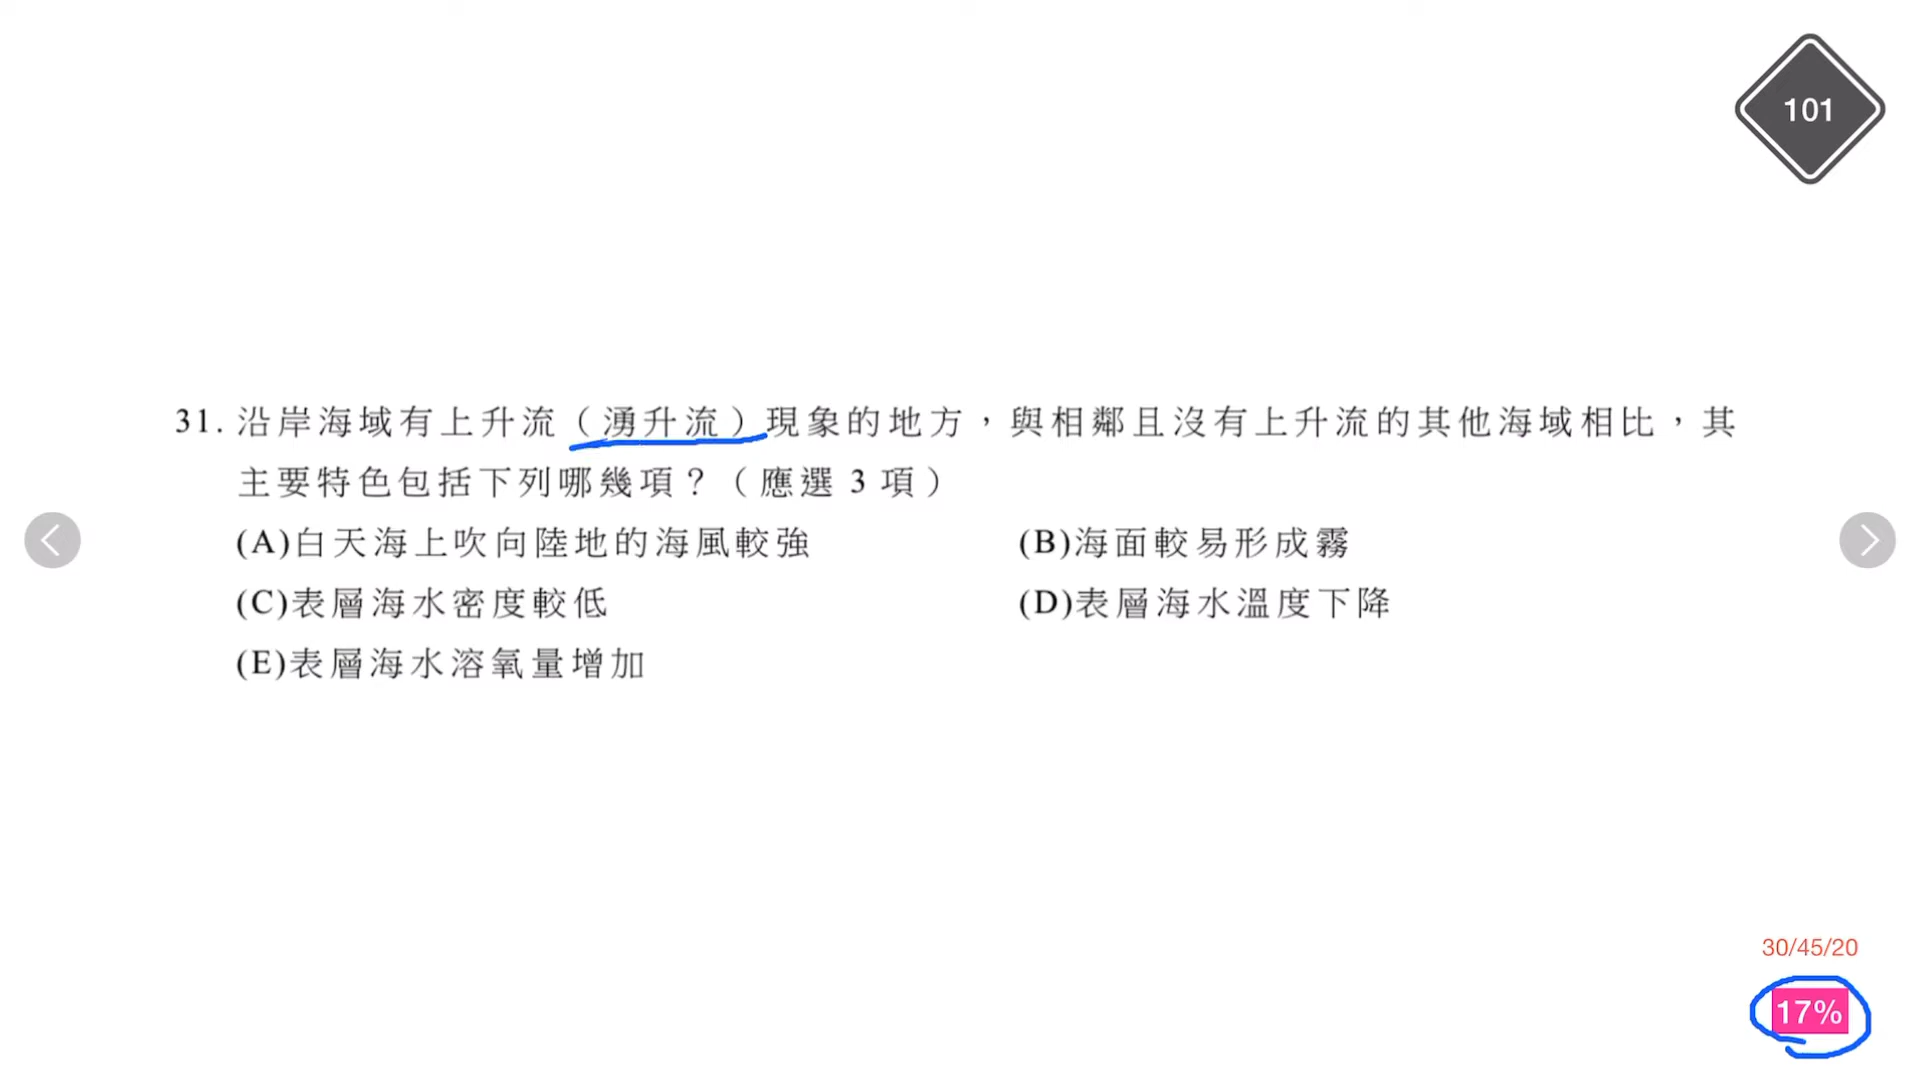 101
31. 沿岸海域有上升流（湧升流）現象的地方，與相鄰且沒有上升流的其他海域相比，其
主要特色包括下列哪幾項？（應選 3 項）
(A)白天海上吹向陸地的海風較強 (B)海面較易形成霧
(C)表層海水密度較低 (D)表層海水溫度下降
(E)表層海水溶氧量增加
30/45/20
17%